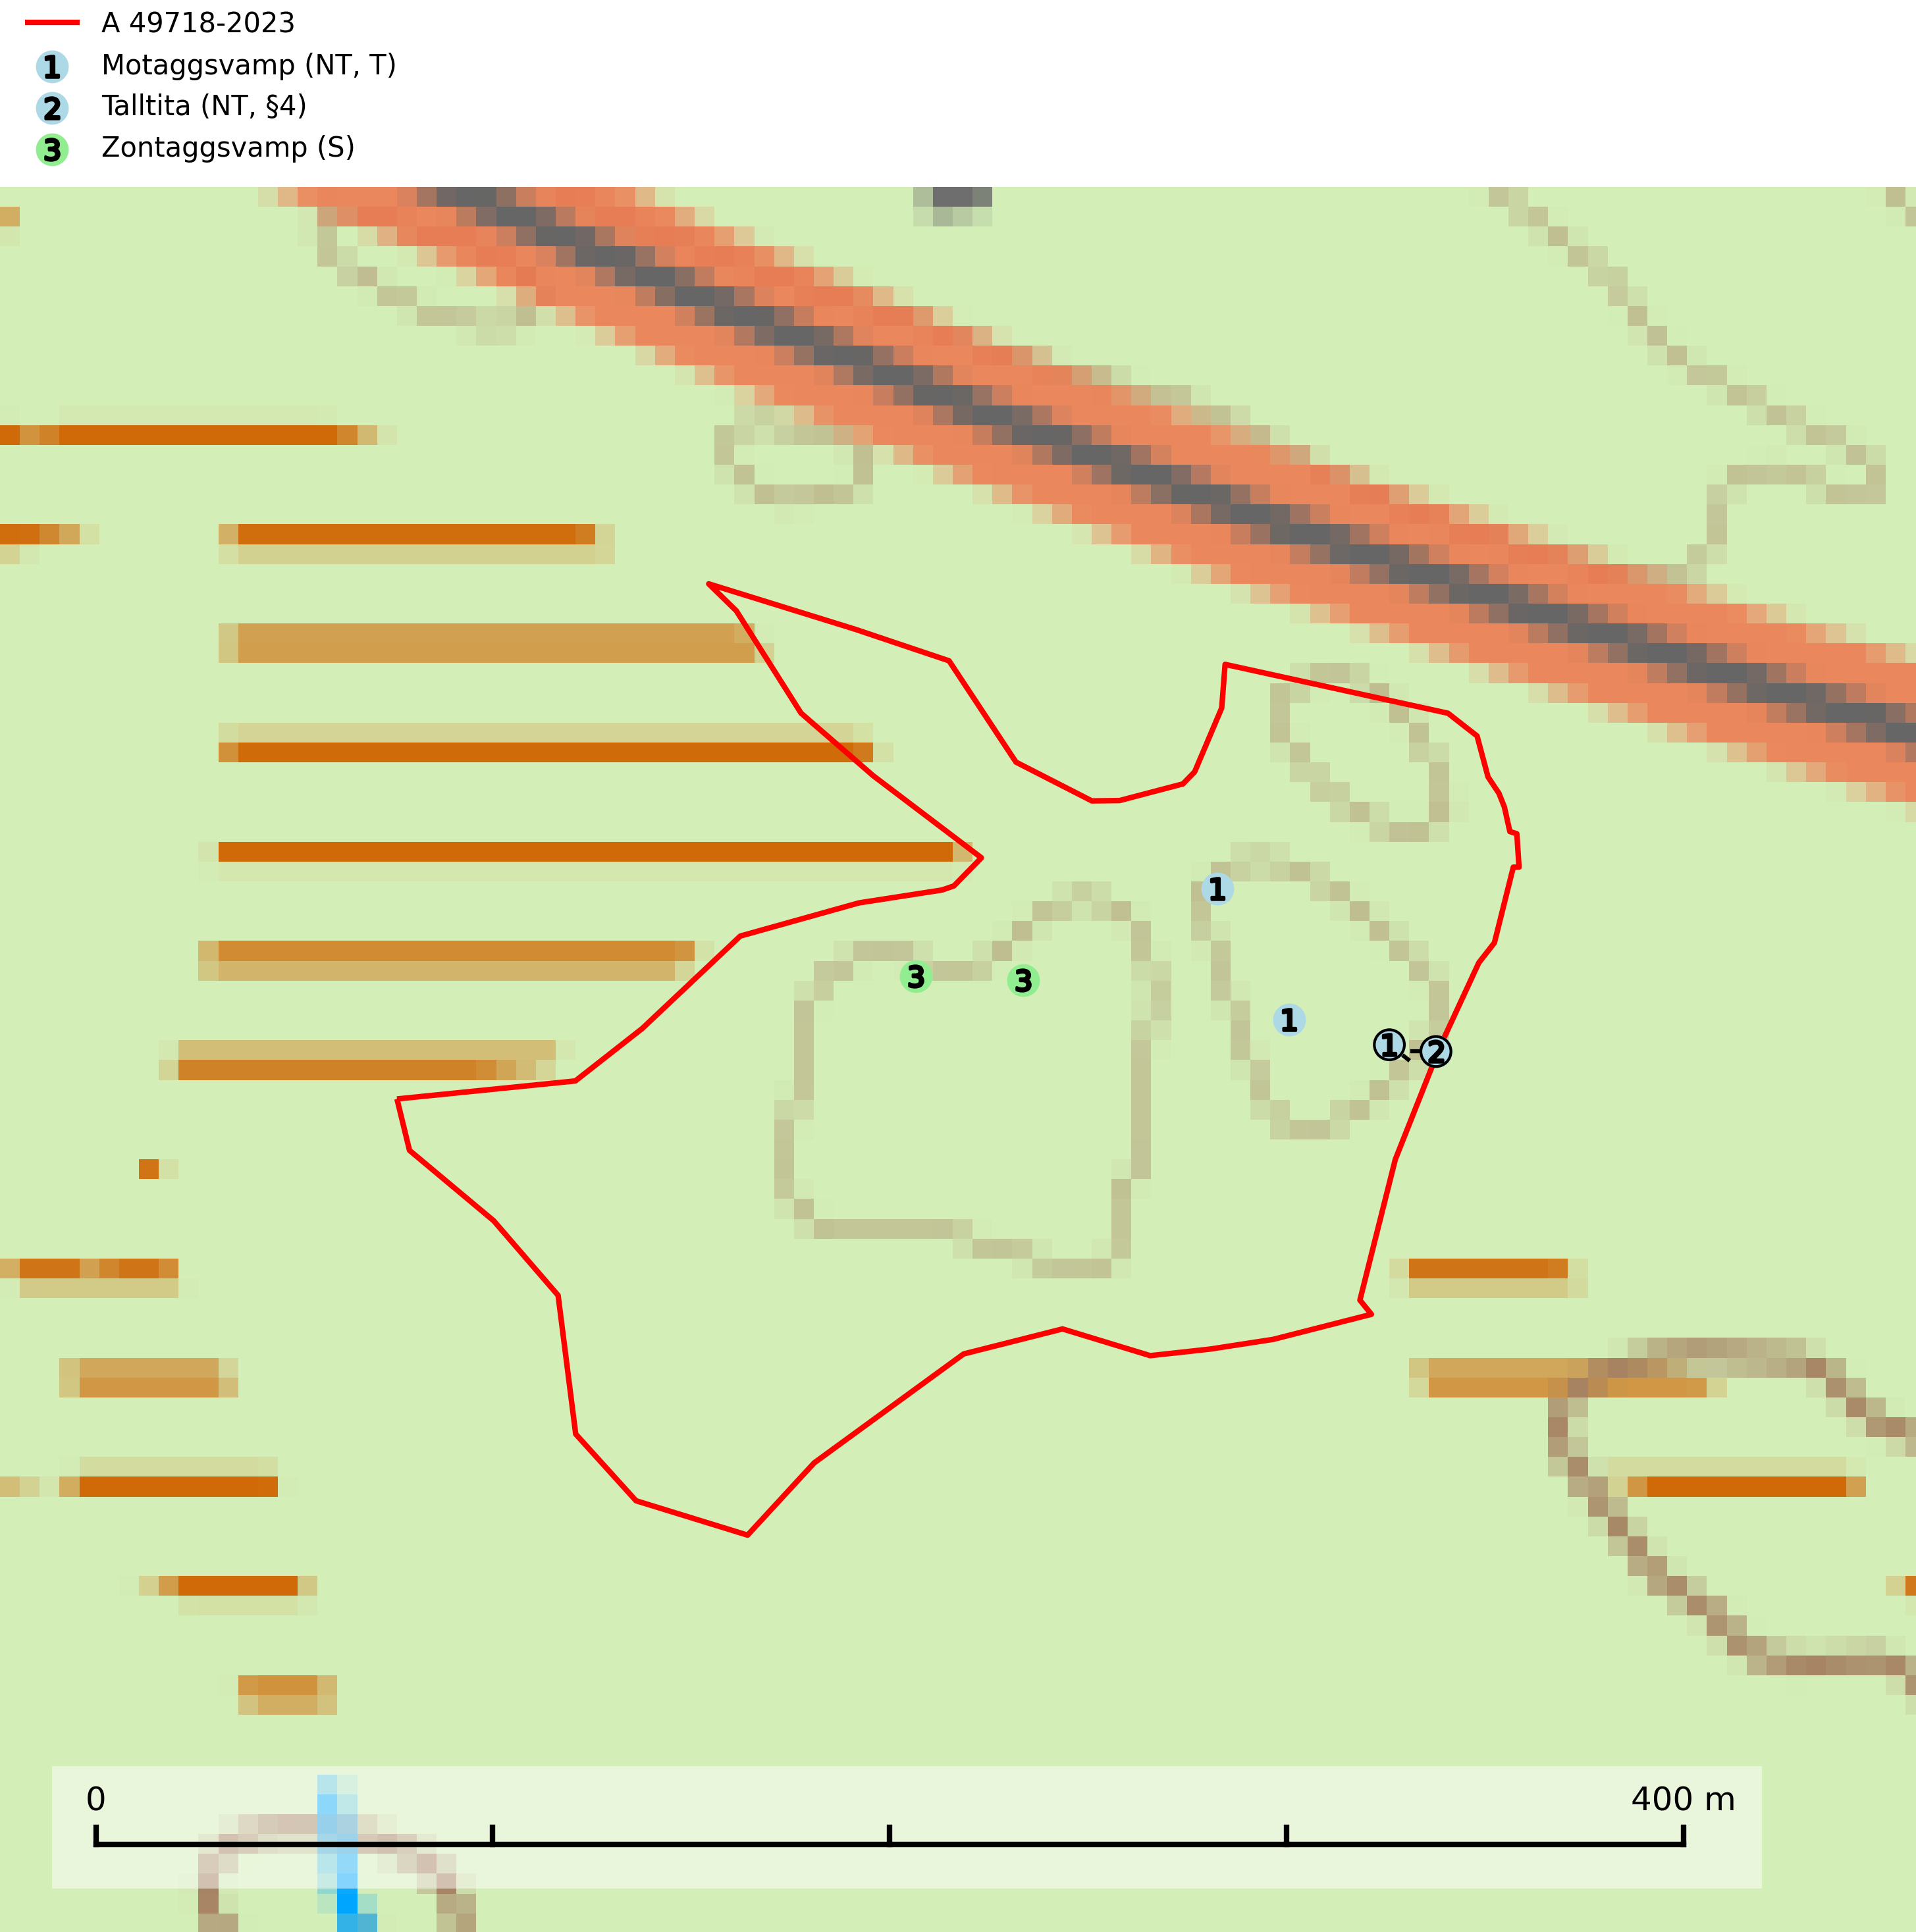 A 49718-2023
1 Motaggsvamp (NT, T)
2 Talltita (NT, §4)
3 Zontaggsvamp (S)
1
3
3
1
1
2
0
400 m